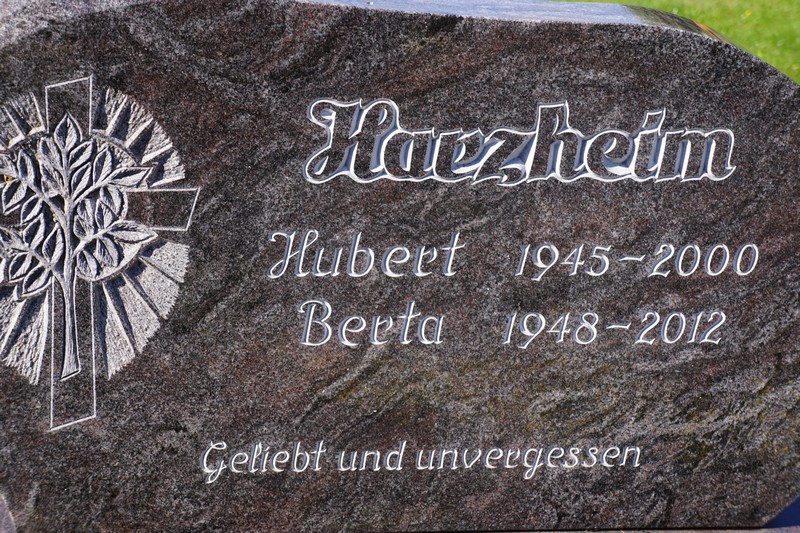 Harzheim
Hubert 1945-2000
Berta 1948-2012
Geliebt und unvergessen